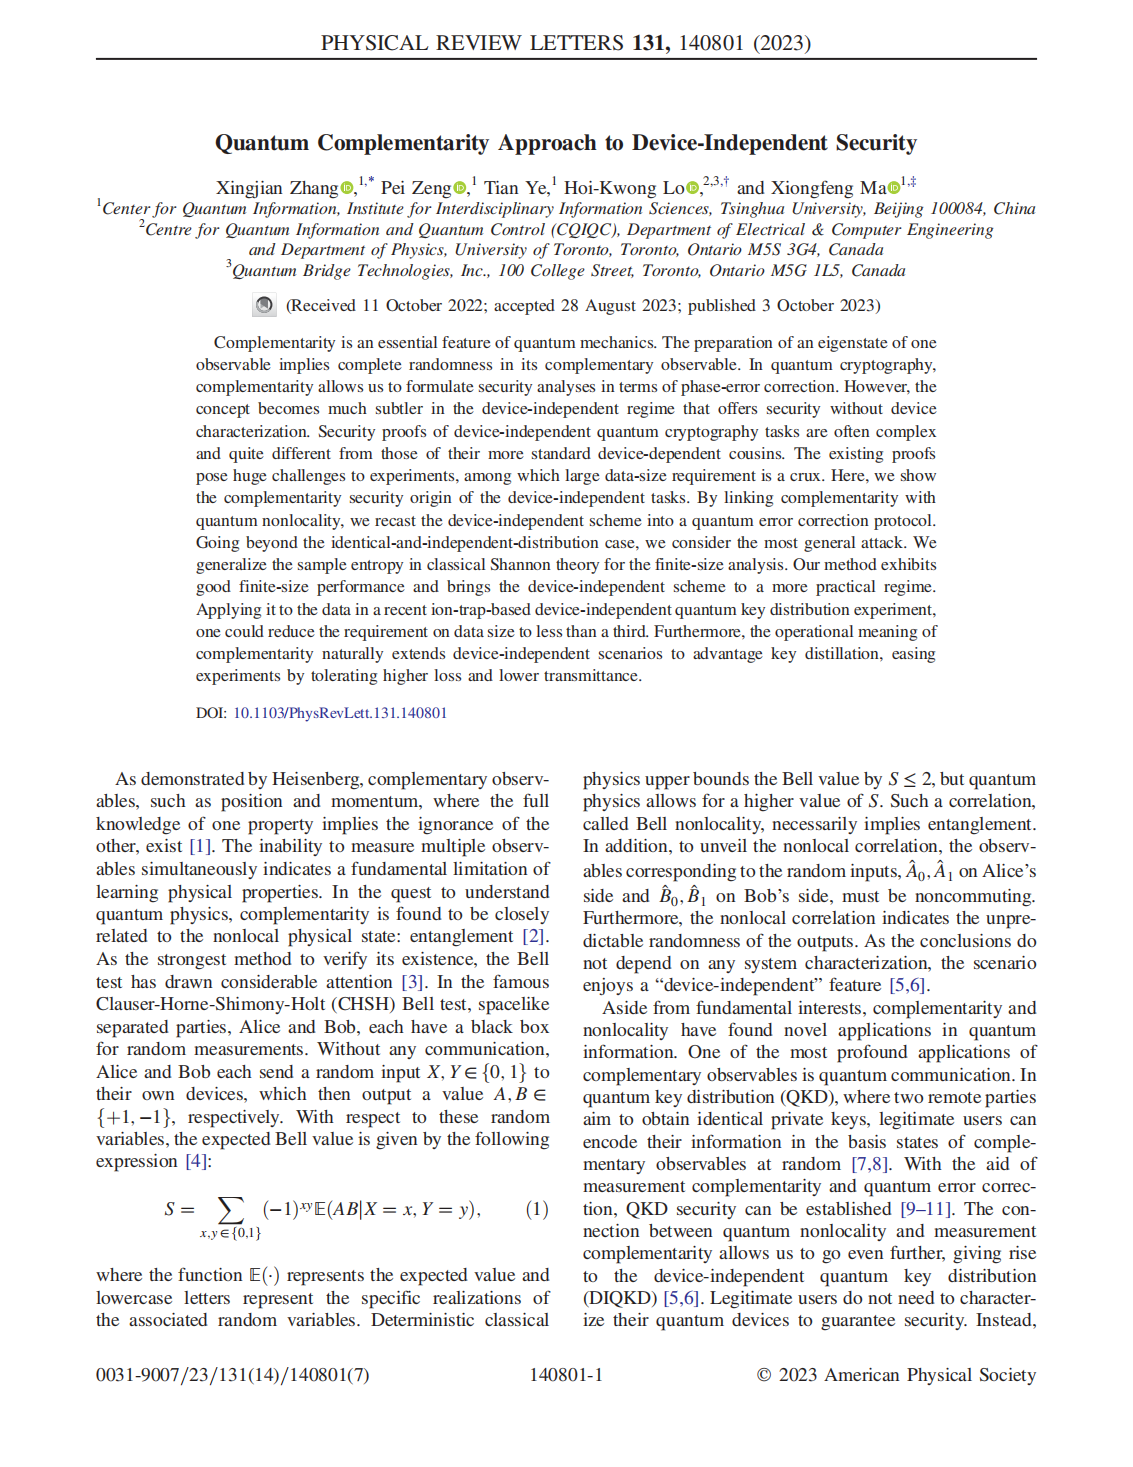 PHYSICAL REVIEW LETTERS 131, 140801 (2023)
Quantum Complementarity Approach to Device-Independent Security
Xingjian Zhang,1,* Pei Zeng,1 Tian Ye,1 Hoi-Kwong Lo,2,3,† and Xiongfeng Ma1,‡
1Center for Quantum Information, Institute for Interdisciplinary Information Sciences, Tsinghua University, Beijing 100084, China
2Centre for Quantum Information and Quantum Control (CQIQC), Department of Electrical & Computer Engineering
and Department of Physics, University of Toronto, Toronto, Ontario M5S 3G4, Canada
3Quantum Bridge Technologies, Inc., 100 College Street, Toronto, Ontario M5G 1L5, Canada
(Received 11 October 2022; accepted 28 August 2023; published 3 October 2023)
Complementarity is an essential feature of quantum mechanics. The preparation of an eigenstate of one
observable implies complete randomness in its complementary observable. In quantum cryptography,
complementarity allows us to formulate security analyses in terms of phase-error correction. However, the
concept becomes much subtler in the device-independent regime that offers security without device
characterization. Security proofs of device-independent quantum cryptography tasks are often complex
and quite different from those of their more standard device-dependent cousins. The existing proofs
pose huge challenges to experiments, among which large data-size requirement is a crux. Here, we show
the complementarity security origin of the device-independent tasks. By linking complementarity with
quantum nonlocality, we recast the device-independent scheme into a quantum error correction protocol.
Going beyond the identical-and-independent-distribution case, we consider the most general attack. We
generalize the sample entropy in classical Shannon theory for the finite-size analysis. Our method exhibits
good finite-size performance and brings the device-independent scheme to a more practical regime.
Applying it to the data in a recent ion-trap-based device-independent quantum key distribution experiment,
one could reduce the requirement on data size to less than a third. Furthermore, the operational meaning of
complementarity naturally extends device-independent scenarios to advantage key distillation, easing
experiments by tolerating higher loss and lower transmittance.
DOI: 10.1103/PhysRevLett.131.140801
As demonstrated by Heisenberg, complementary observ-
ables, such as position and momentum, where the full
knowledge of one property implies the ignorance of the
other, exist [1]. The inability to measure multiple observ-
ables simultaneously indicates a fundamental limitation of
learning physical properties. In the quest to understand
quantum physics, complementarity is found to be closely
related to the nonlocal physical state: entanglement [2].
As the strongest method to verify its existence, the Bell
test has drawn considerable attention [3]. In the famous
Clauser-Horne-Shimony-Holt (CHSH) Bell test, spacelike
separated parties, Alice and Bob, each have a black box
for random measurements. Without any communication,
Alice and Bob each send a random input X, Y ∈ {0, 1} to
their own devices, which then output a value A, B ∈
{+1, −1}, respectively. With respect to these random
variables, the expected Bell value is given by the following
expression [4]:
S = ∑ (−1)^xy 𝔼(AB|X = x, Y = y), (1)
x,y∈{0,1}
where the function 𝔼(·) represents the expected value and
lowercase letters represent the specific realizations of
the associated random variables. Deterministic classical
physics upper bounds the Bell value by S ≤ 2, but quantum
physics allows for a higher value of S. Such a correlation,
called Bell nonlocality, necessarily implies entanglement.
In addition, to unveil the nonlocal correlation, the observ-
ables corresponding to the random inputs, Â0, Â1 on Alice's
side and B̂0, B̂1 on Bob's side, must be noncommuting.
Furthermore, the nonlocal correlation indicates the unpre-
dictable randomness of the outputs. As the conclusions do
not depend on any system characterization, the scenario
enjoys a “device-independent” feature [5,6].
Aside from fundamental interests, complementarity and
nonlocality have found novel applications in quantum
information. One of the most profound applications of
complementary observables is quantum communication. In
quantum key distribution (QKD), where two remote parties
aim to obtain identical private keys, legitimate users can
encode their information in the basis states of comple-
mentary observables at random [7,8]. With the aid of
measurement complementarity and quantum error correc-
tion, QKD security can be established [9–11]. The con-
nection between quantum nonlocality and measurement
complementarity allows us to go even further, giving rise
to the device-independent quantum key distribution
(DIQKD) [5,6]. Legitimate users do not need to character-
ize their quantum devices to guarantee security. Instead,
0031-9007/23/131(14)/140801(7)
140801-1
© 2023 American Physical Society